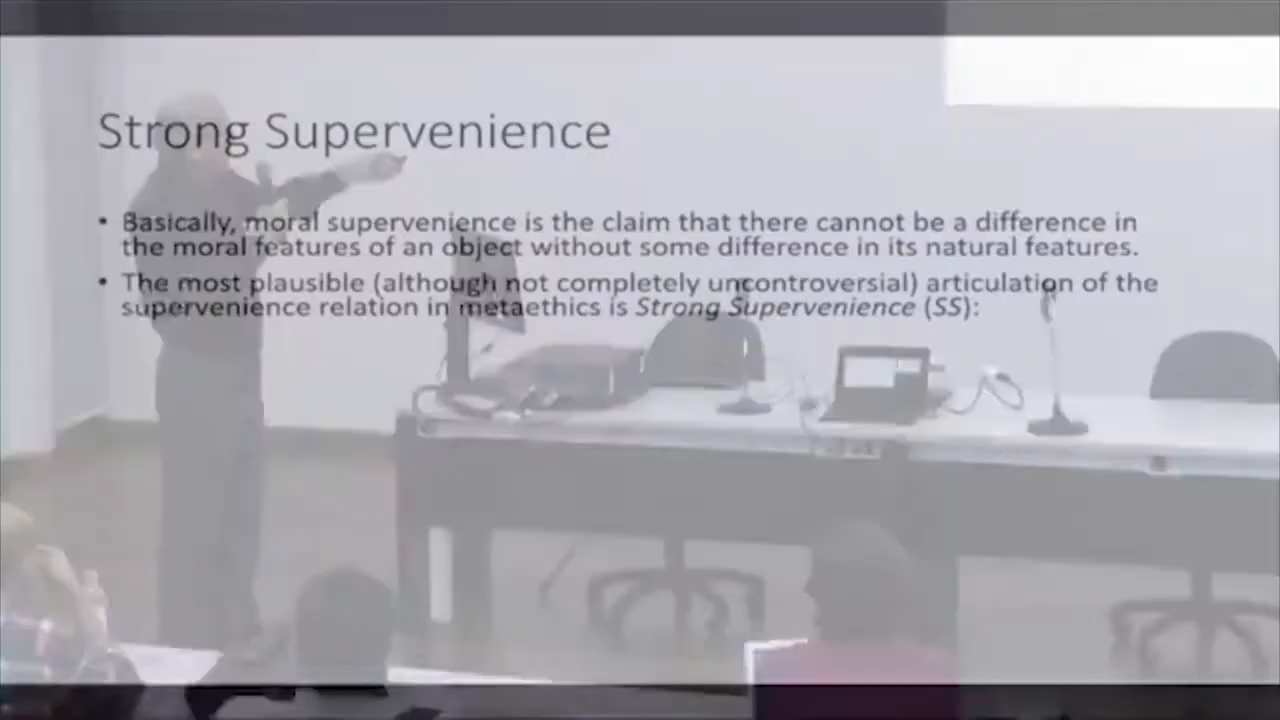 Strong Supervenience
• Basically, moral supervenience is the claim that there cannot be a difference in
the moral features of an object without some difference in its natural features.
• The most plausible (although not completely uncontroversial) articulation of the
supervenience relation in metaethics is Strong Supervenience (SS):